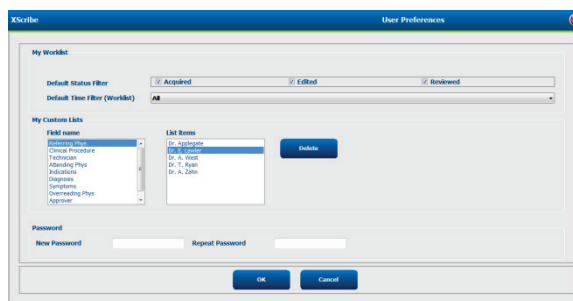 XScribe User Preferences
My Worklist
Default Status Filter Acquired Edited Reviewed
Default Time Filter (Worklist) All
My Custom Lists
Field name List items
Referring Phys
Clinical Procedure
Technician
Attending Phys
Indications
Diagnosis
Symptoms
Overreading Phys
Approver
Dr. Applegate
Dr. E. Lawler
Dr. A. West
Dr. T. Ryan
Dr. A. Zahn
Delete
Password
New Password Repeat Password
OK Cancel